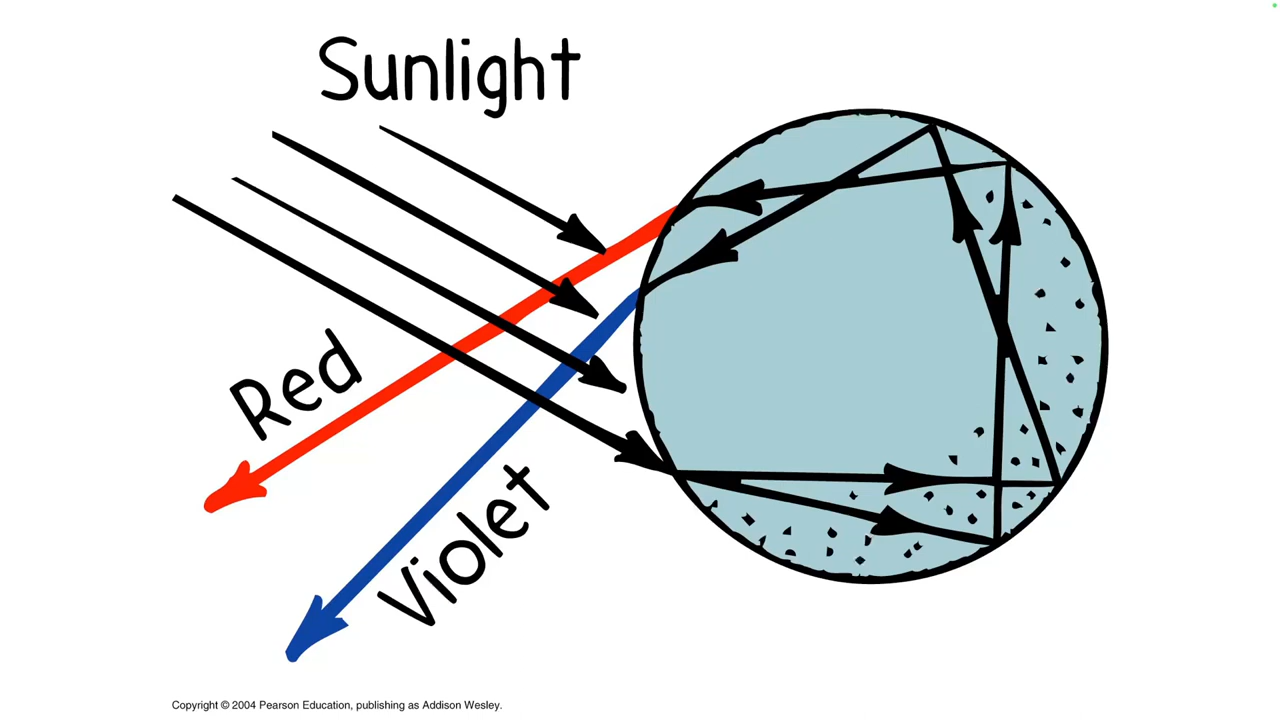 Sunlight
Red
Violet
Copyright © 2004 Pearson Education, publishing as Addison Wesley.